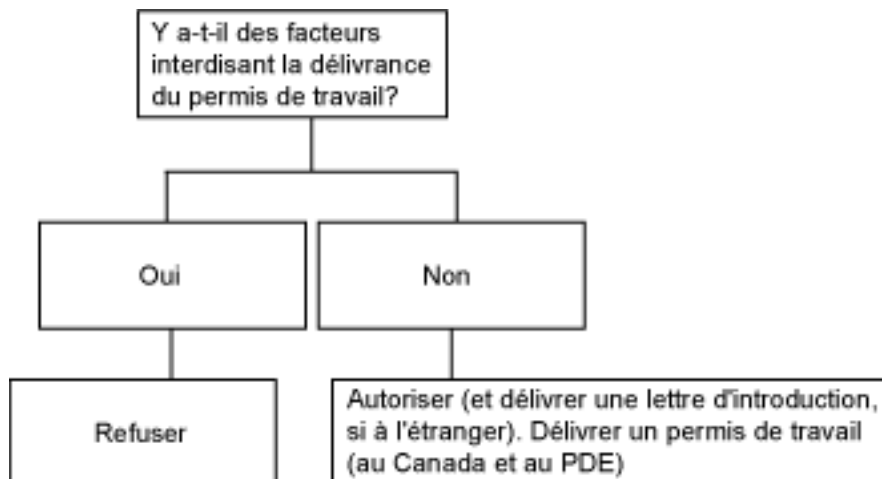 Y a-t-il des facteurs
interdisant la délivrance
du permis de travail?
Oui
Non
Refuser
Autoriser (et délivrer une lettre d'introduction,
si à l'étranger). Délivrer un permis de travail
(au Canada et au PDE)